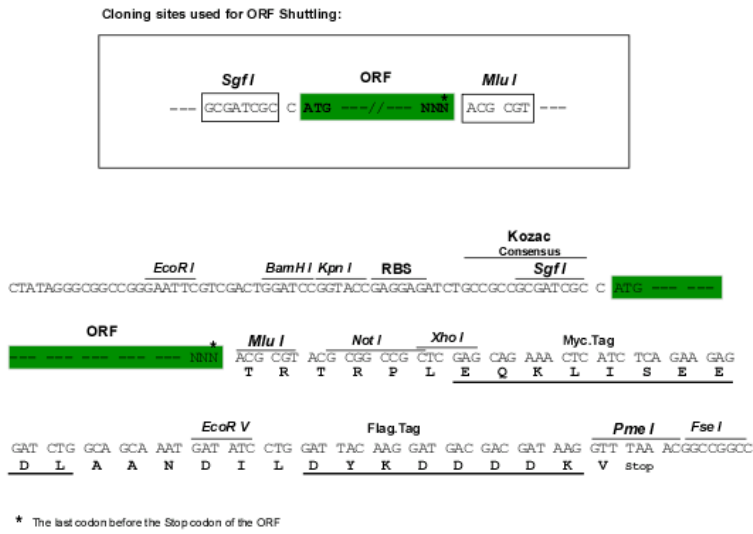 Cloning sites used for ORF Shuttling:
Sgf I ORF Mlu I
--- GCGATCGC C ATG ---//--- NNN* ACG CGT ---
Kozac
Consensus
EcoR I BamH I Kpn I RBS Sgf I
CTATAGGGCGGCCGGGAATTCGTCGACTGGATCCGGTACCGAGGAGATCTGCCGCCGCGATCGC C ATG --- ---
ORF
Mlu I Not I Xho I Myc.Tag
--- --- --- --- --- NNN* ACG CGT ACG CGG CCG CTC GAG CAG AAA CTC ATC TCA GAA GAG
T R T R P L E Q K L I S E E
EcoR V Flag.Tag Pme I Fse I
GAT CTG GCA GCA AAT GAT ATC CTG GAT TAC AAG GAT GAC GAC GAT AAG GTT TAA ACGGCCGGCC
D L A A N D I L D Y K D D D D K V Stop
* The last codon before the Stop codon of the ORF